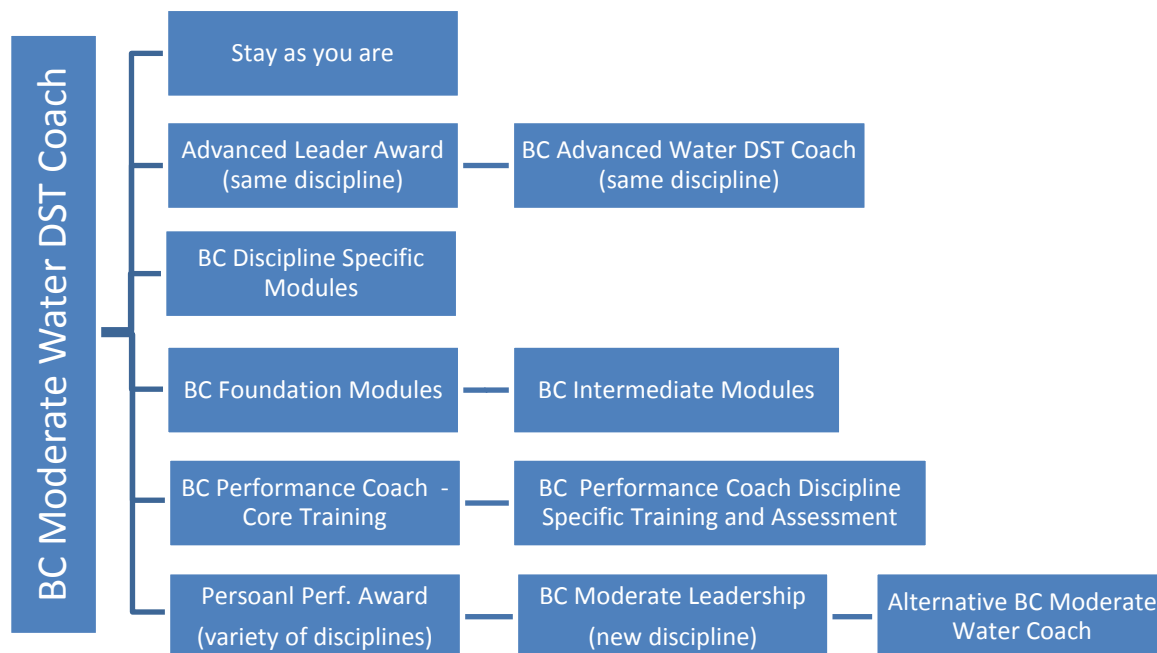 BC Moderate Water DST Coach
Stay as you are
Advanced Leader Award
(same discipline)
BC Advanced Water DST Coach
(same discipline)
BC Discipline Specific
Modules
BC Foundation Modules
BC Intermediate Modules
BC Performance Coach -
Core Training
BC Performance Coach Discipline
Specific Training and Assessment
Persoanl Perf. Award
(variety of disciplines)
BC Moderate Leadership
(new discipline)
Alternative BC Moderate
Water Coach